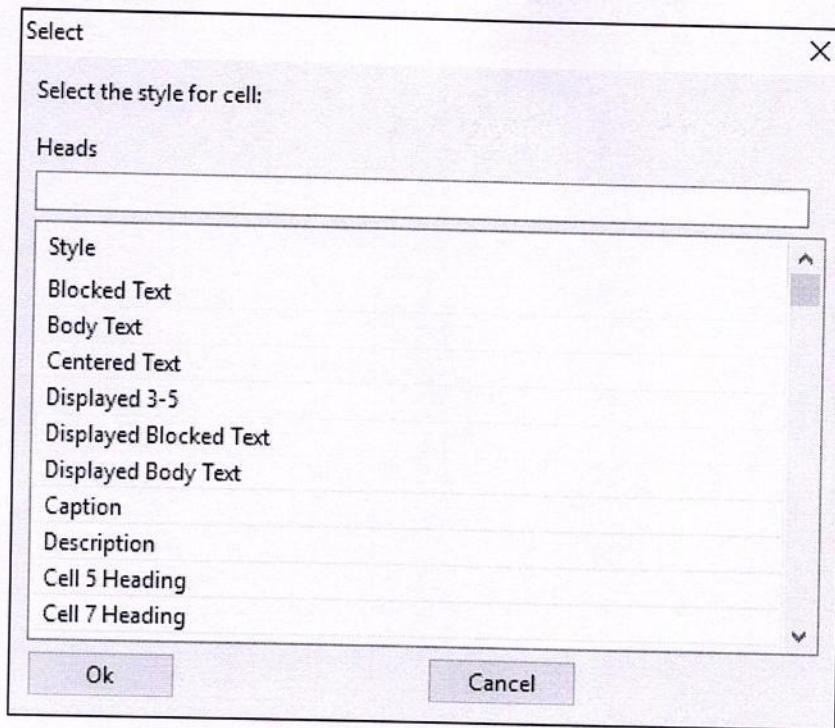 Select
Select the style for cell:
Heads
Style
Blocked Text
Body Text
Centered Text
Displayed 3-5
Displayed Blocked Text
Displayed Body Text
Caption
Description
Cell 5 Heading
Cell 7 Heading
Ok
Cancel